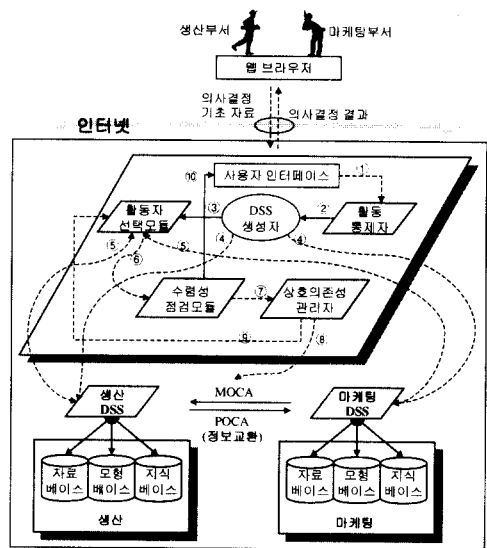 생산부서
마케팅부서
웹 브라우저
의사결정
기초 자료
의사결정 결과
인터넷
⑩
사용자 인터페이스
①
활동자
선택모듈
③
DSS
생성자
②
활동
통제자
④
④
⑤
⑤
⑥
수렴성
점검모듈
⑦
상호의존성
관리자
⑨
⑧
생산
DSS
MOCA
POCA
(정보교환)
마케팅
DSS
자료
베이스
모형
베이스
지식
베이스
생산
자료
베이스
모형
베이스
지식
베이스
마케팅